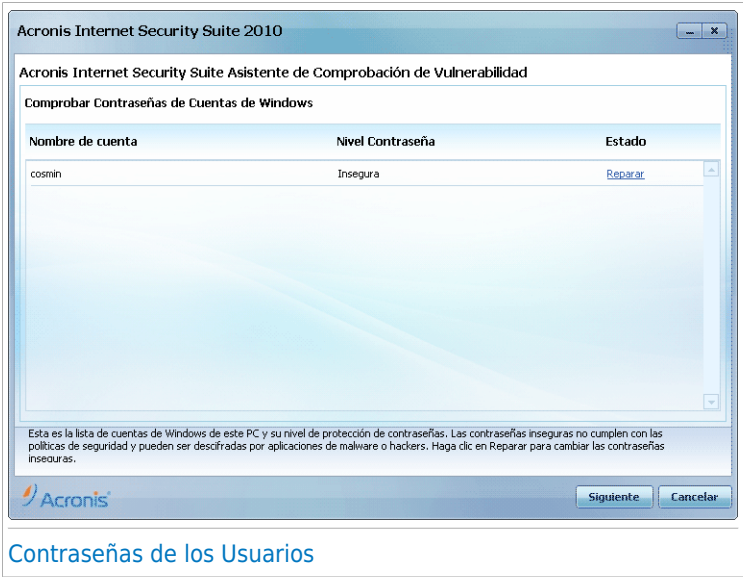 Acronis Internet Security Suite 2010
Acronis Internet Security Suite Asistente de Comprobación de Vulnerabilidad
Comprobar Contraseñas de Cuentas de Windows
Nombre de cuenta Nivel Contraseña Estado
cosmin Insegura Reparar
Esta es la lista de cuentas de Windows de este PC y su nivel de protección de contraseñas. Las contraseñas inseguras no cumplen con las
políticas de seguridad y pueden ser descifradas por aplicaciones de malware o hackers. Haga clic en Reparar para cambiar las contraseñas
inseguras.
Acronis Siguiente Cancelar
Contraseñas de los Usuarios